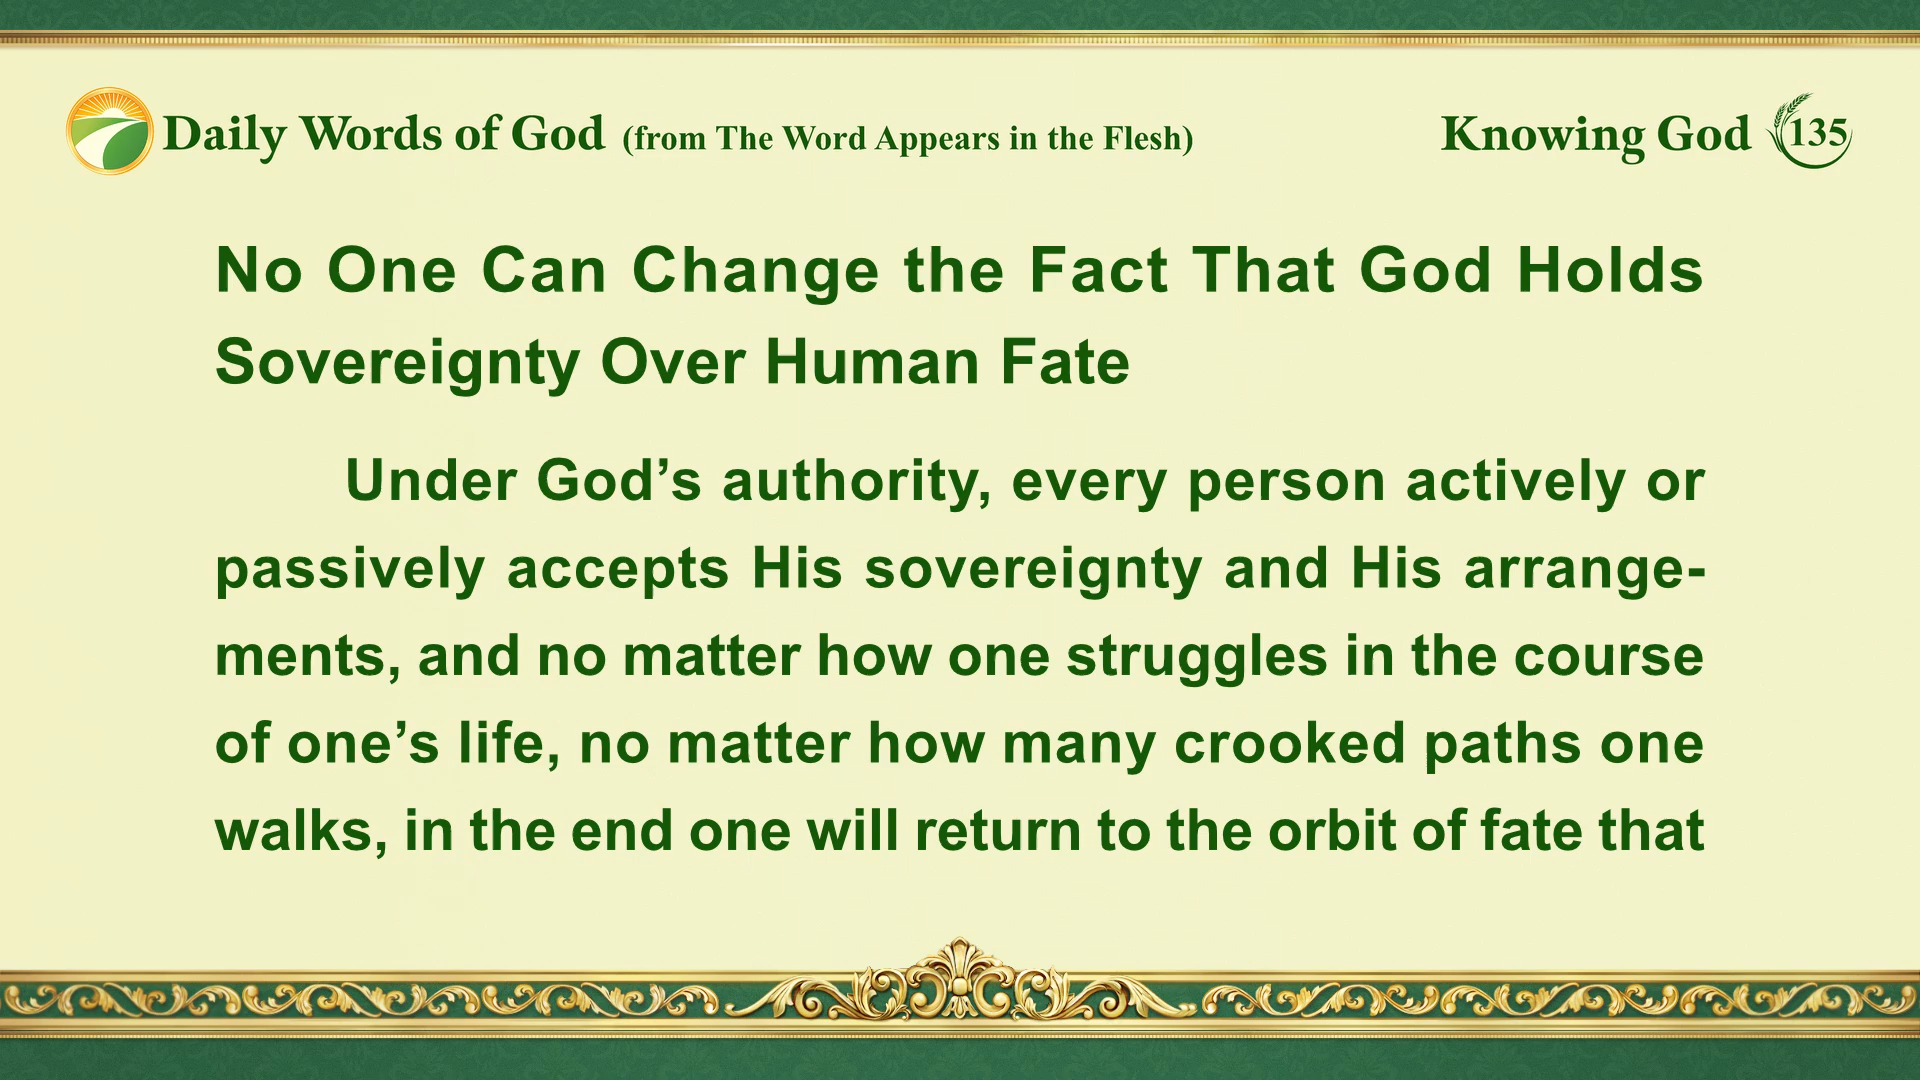 Daily Words of God (from The Word Appears in the Flesh)
Knowing God 135
No One Can Change the Fact That God Holds
Sovereignty Over Human Fate
Under God’s authority, every person actively or
passively accepts His sovereignty and His arrange-
ments, and no matter how one struggles in the course
of one’s life, no matter how many crooked paths one
walks, in the end one will return to the orbit of fate that